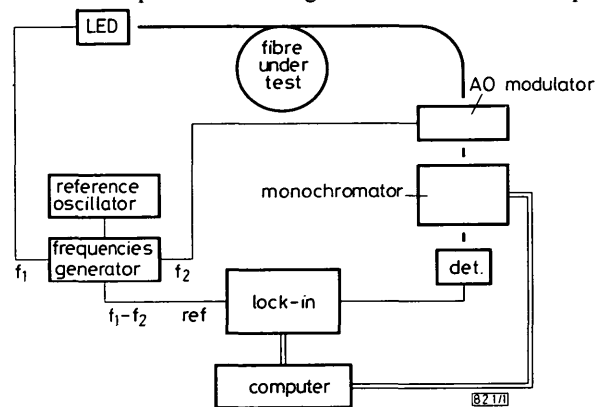 LED
fibre
under
test
AO modulator
reference
oscillator
monochromator
frequencies
generator
f₁
f₂
det.
f₁-f₂
ref
lock-in
computer
821/1